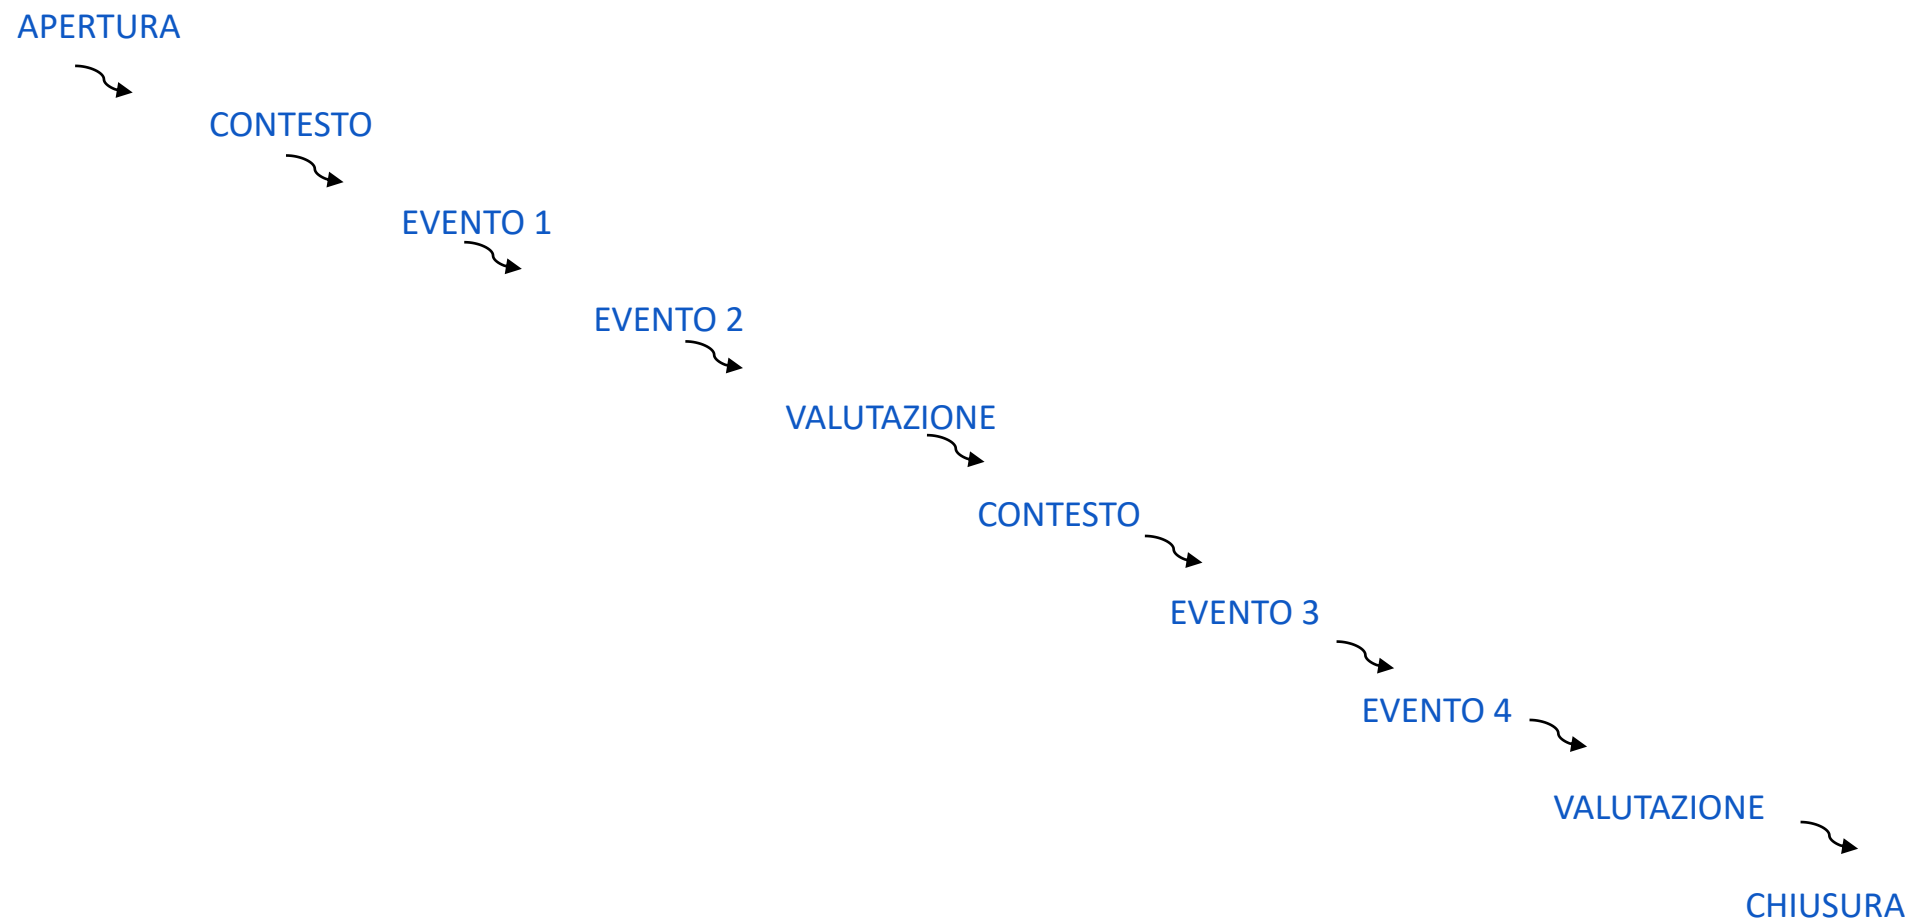 APERTURA
CONTESTO
EVENTO 1
EVENTO 2
VALUTAZIONE
CONTESTO
EVENTO 3
EVENTO 4
VALUTAZIONE
CHIUSURA